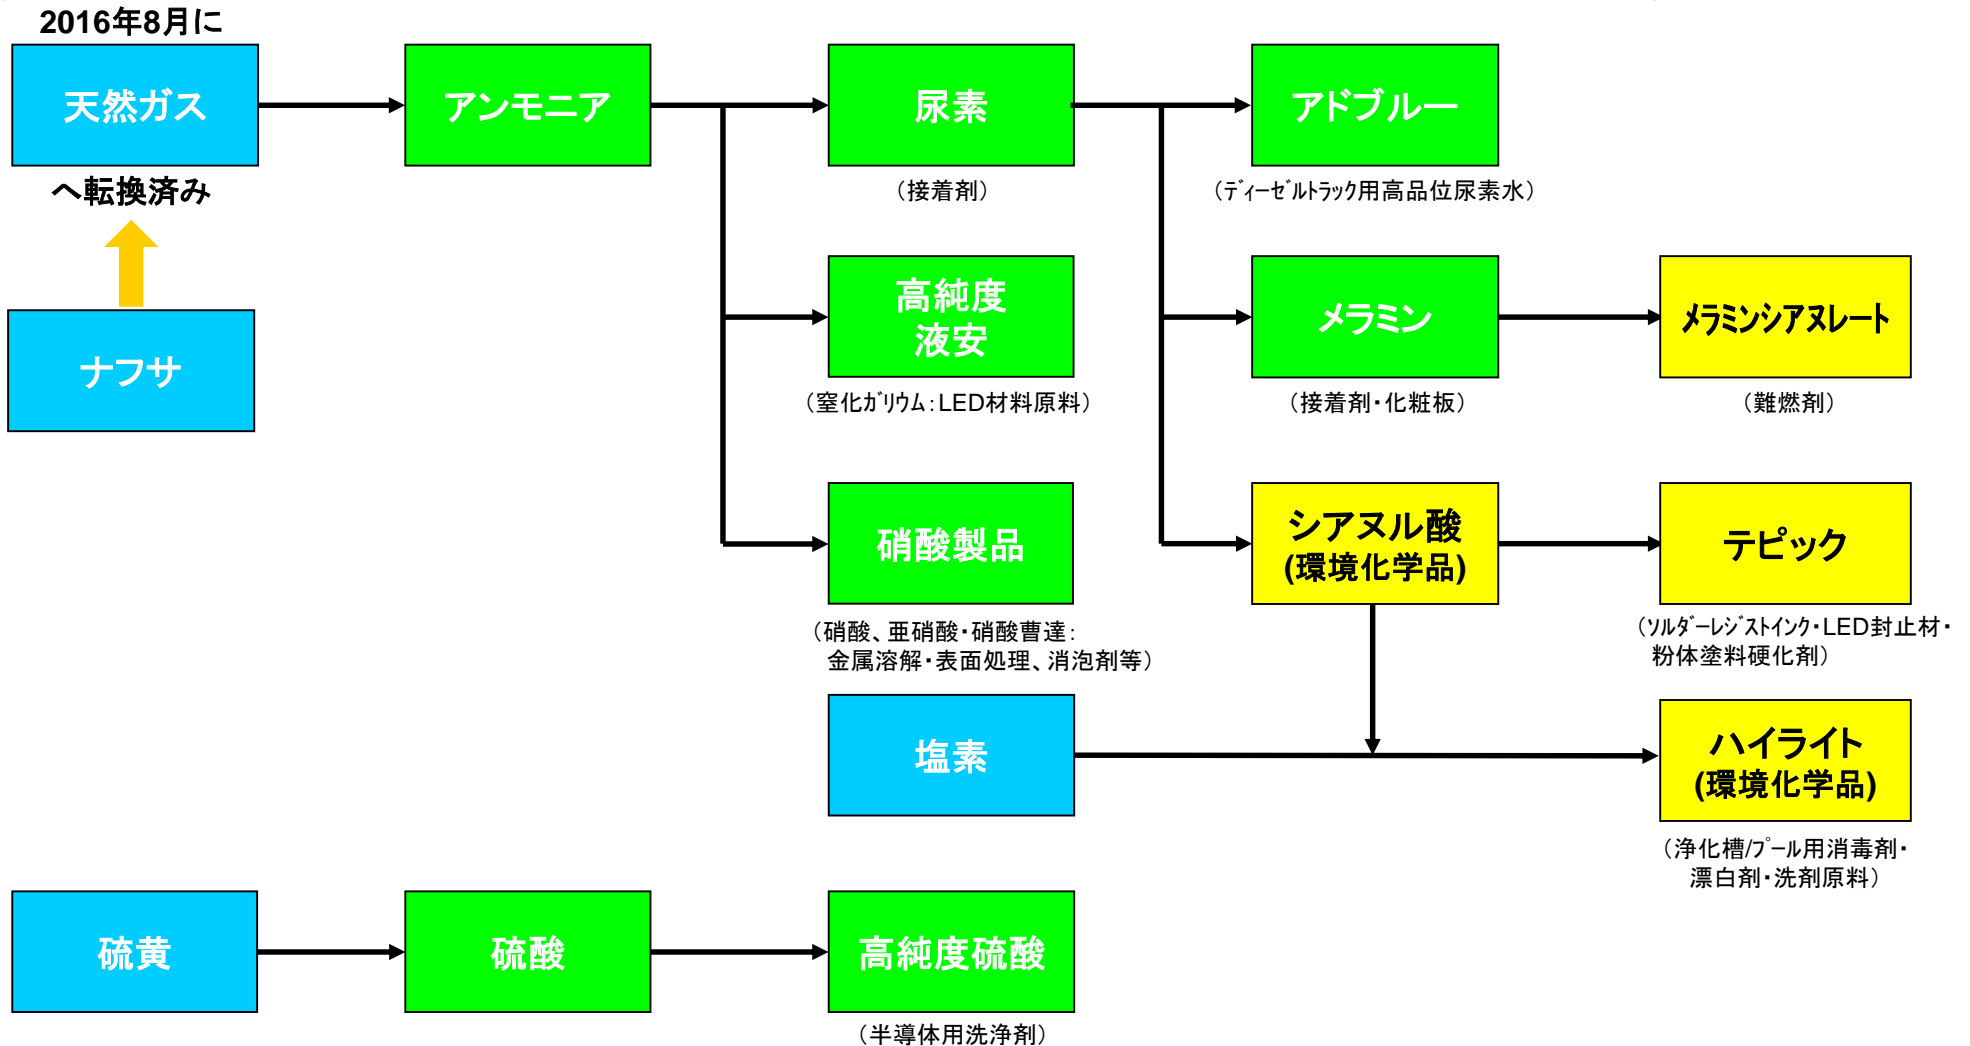 2016年8月に
天然ガス
へ転換済み
ナフサ
アンモニア
尿素
（接着剤）
アドブルー
（ﾃﾞｨｰｾﾞﾙﾄﾗｯｸ用高品位尿素水）
高純度
液安
（窒化ｶﾞﾘｳﾑ：LED材料原料）
メラミン
（接着剤・化粧板）
ﾒﾗﾐﾝｼｱﾇﾚｰﾄ
（難燃剤）
硝酸製品
（硝酸、亜硝酸・硝酸曹達：
金属溶解・表面処理、消泡剤等）
シアヌル酸
(環境化学品)
テピック
（ｿﾙﾀﾞｰﾚｼﾞｽﾄｲﾝｸ・LED封止材・
粉体塗料硬化剤）
塩素
ハイライト
(環境化学品)
（浄化槽/ﾌﾟｰﾙ用消毒剤・
漂白剤・洗剤原料）
硫黄
硫酸
高純度硫酸
（半導体用洗浄剤）